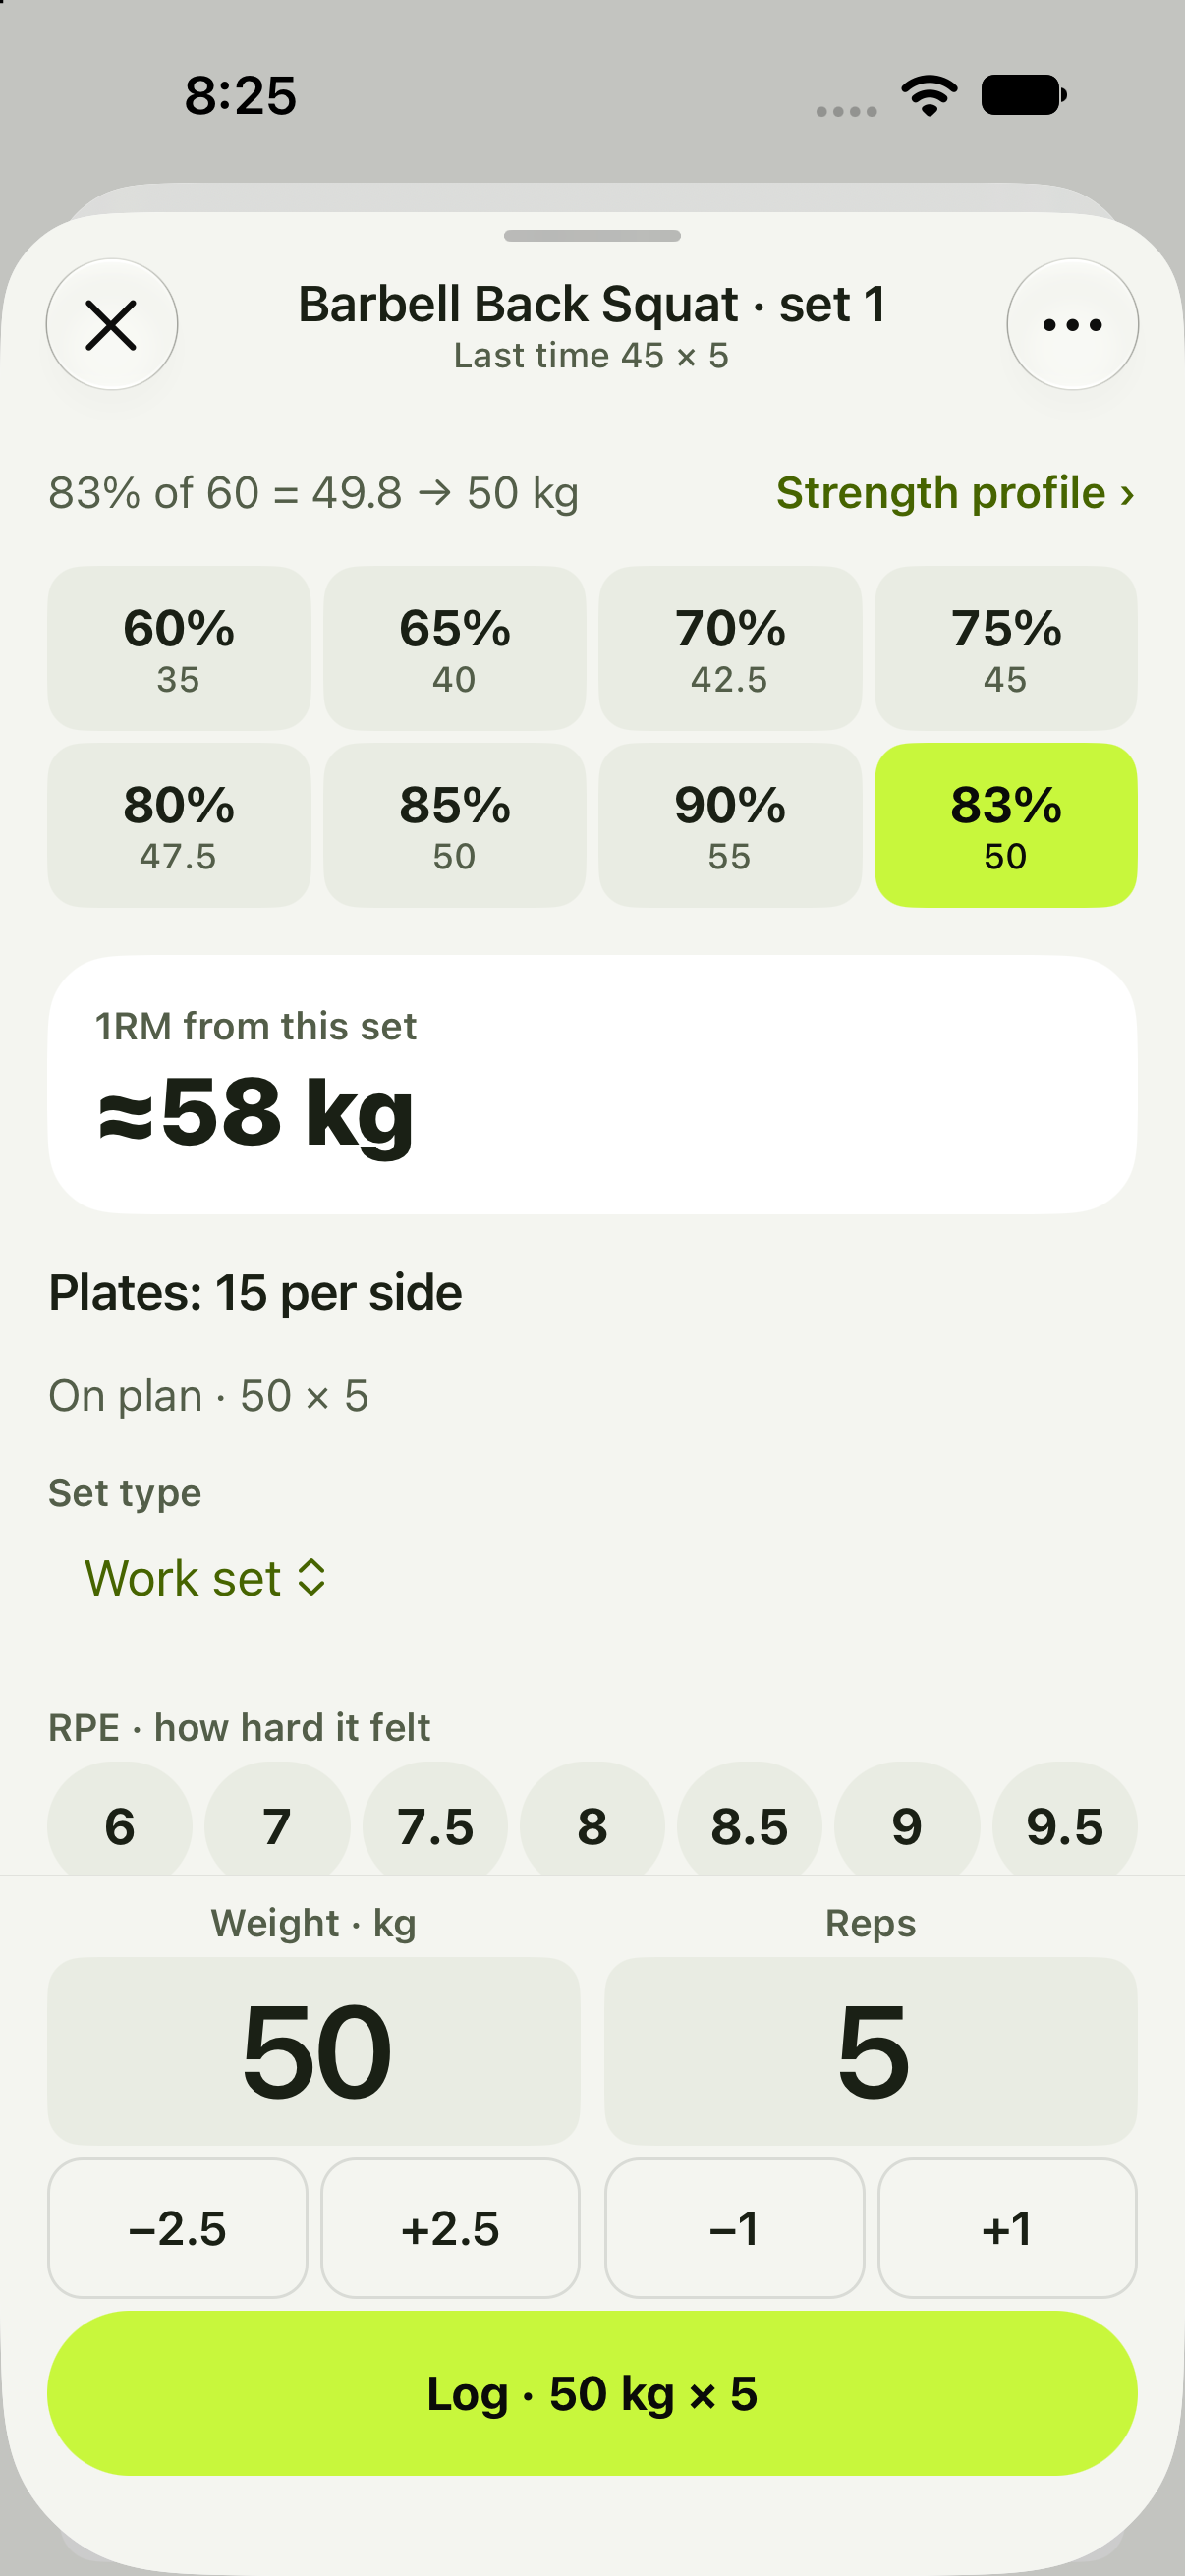 8:25
Barbell Back Squat · set 1
Last time 45 × 5
83% of 60 = 49.8 → 50 kg
Strength profile ›
60% 65% 70% 75%
35 40 42.5 45
80% 85% 90% 83%
47.5 50 55 50
1RM from this set
≈58 kg
Plates: 15 per side
On plan · 50 × 5
Set type
Work set
RPE · how hard it felt
6 7 7.5 8 8.5 9 9.5
Weight · kg Reps
50 5
−2.5 +2.5 −1 +1
Log · 50 kg × 5